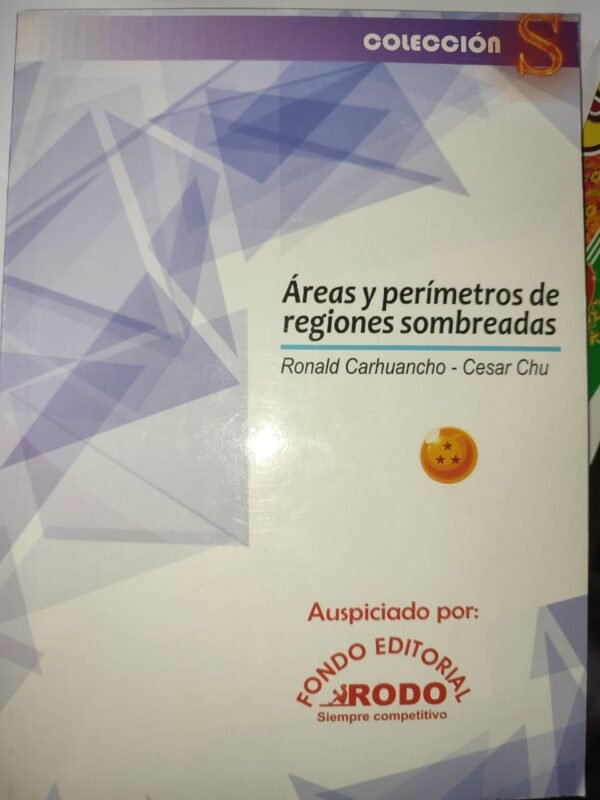 COLECCIÓN S
Áreas y perímetros de
regiones sombreadas
Ronald Carhuancho - Cesar Chu
Auspiciado por:
FONDO EDITORIAL
RODO
Siempre competitivo